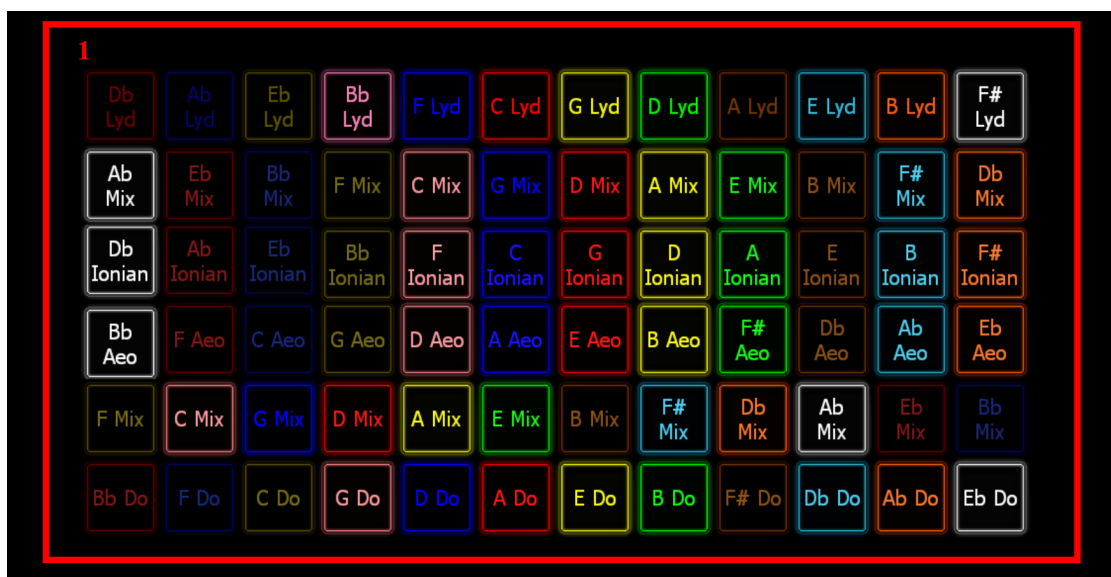 1
Db Lyd Ab Lyd Eb Lyd Bb Lyd F Lyd C Lyd G Lyd D Lyd A Lyd E Lyd B Lyd F# Lyd
Ab Mix Eb Mix Bb Mix F Mix C Mix G Mix D Mix A Mix E Mix B Mix F# Mix Db Mix
Db Ionian Ab Ionian Eb Ionian Bb Ionian F Ionian C Ionian G Ionian D Ionian A Ionian E Ionian B Ionian F# Ionian
Bb Aeo F Aeo C Aeo G Aeo D Aeo A Aeo E Aeo B Aeo F# Aeo Db Aeo Ab Aeo Eb Aeo
F Mix C Mix G Mix D Mix A Mix E Mix B Mix F# Mix Db Mix Ab Mix Eb Mix Bb Mix
Bb Do F Do C Do G Do D Do A Do E Do B Do F# Do Db Do Ab Do Eb Do